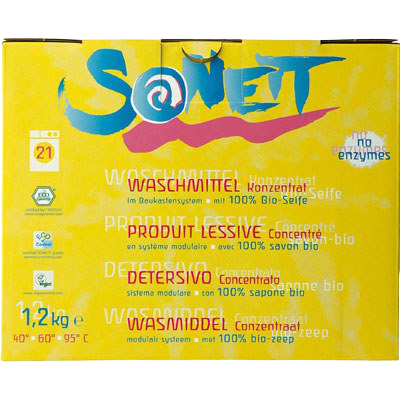 SONETT
21
no
enzymes
WASCHMITTEL Konzentrat
im Baukastensystem ▪ mit 100% Bio-Seife
PRODUIT LESSIVE Concentré
en système modulaire ▪ avec 100% savon bio
DETERSIVO Concentrato
sistema modulare ▪ con 100% sapone bio
WASMIDDEL Conzentraat
modulair systeem ▪ met 100% bio-zeep
1,2 kg e
40° ▪ 60° ▪ 95° C